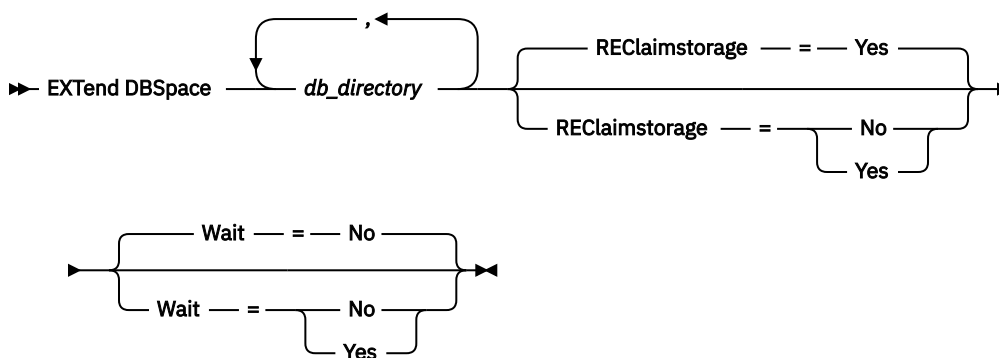 ,
REClaimstorage = Yes
EXTend DBSpace db_directory
REClaimstorage = No
Yes
Wait = No
Wait = No
Yes